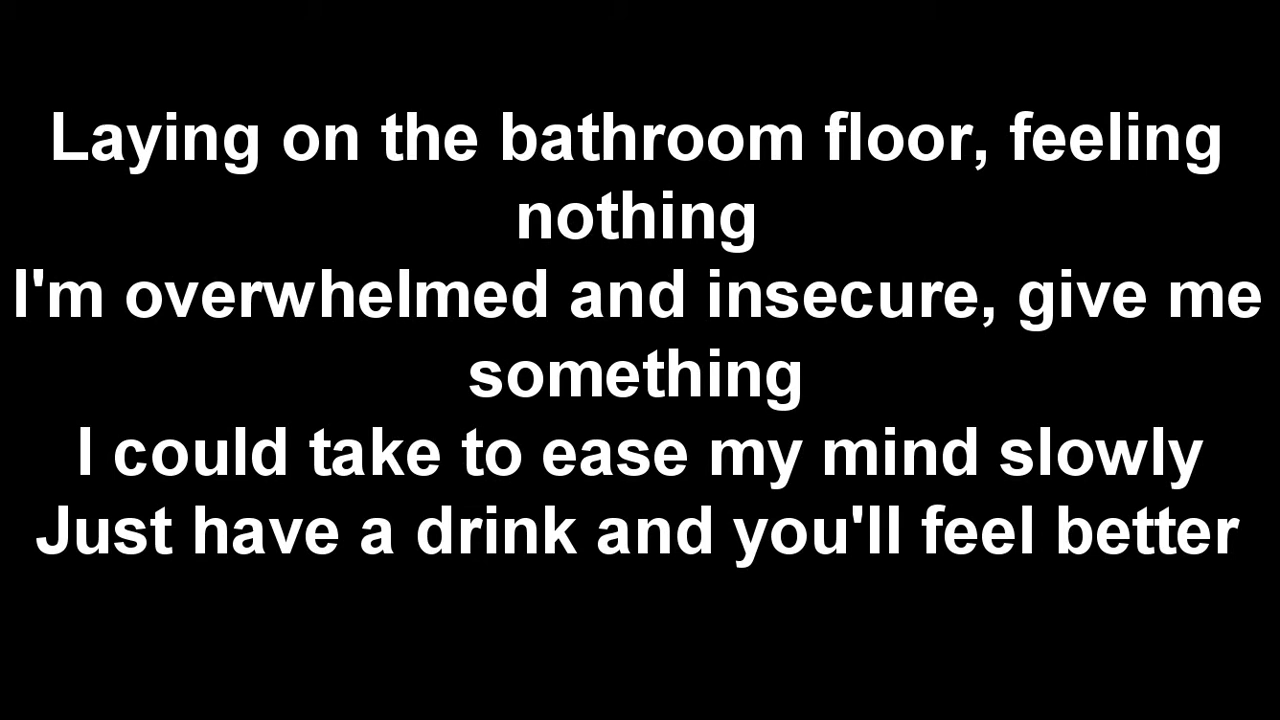 Laying on the bathroom floor, feeling
nothing
I'm overwhelmed and insecure, give me
something
I could take to ease my mind slowly
Just have a drink and you'll feel better